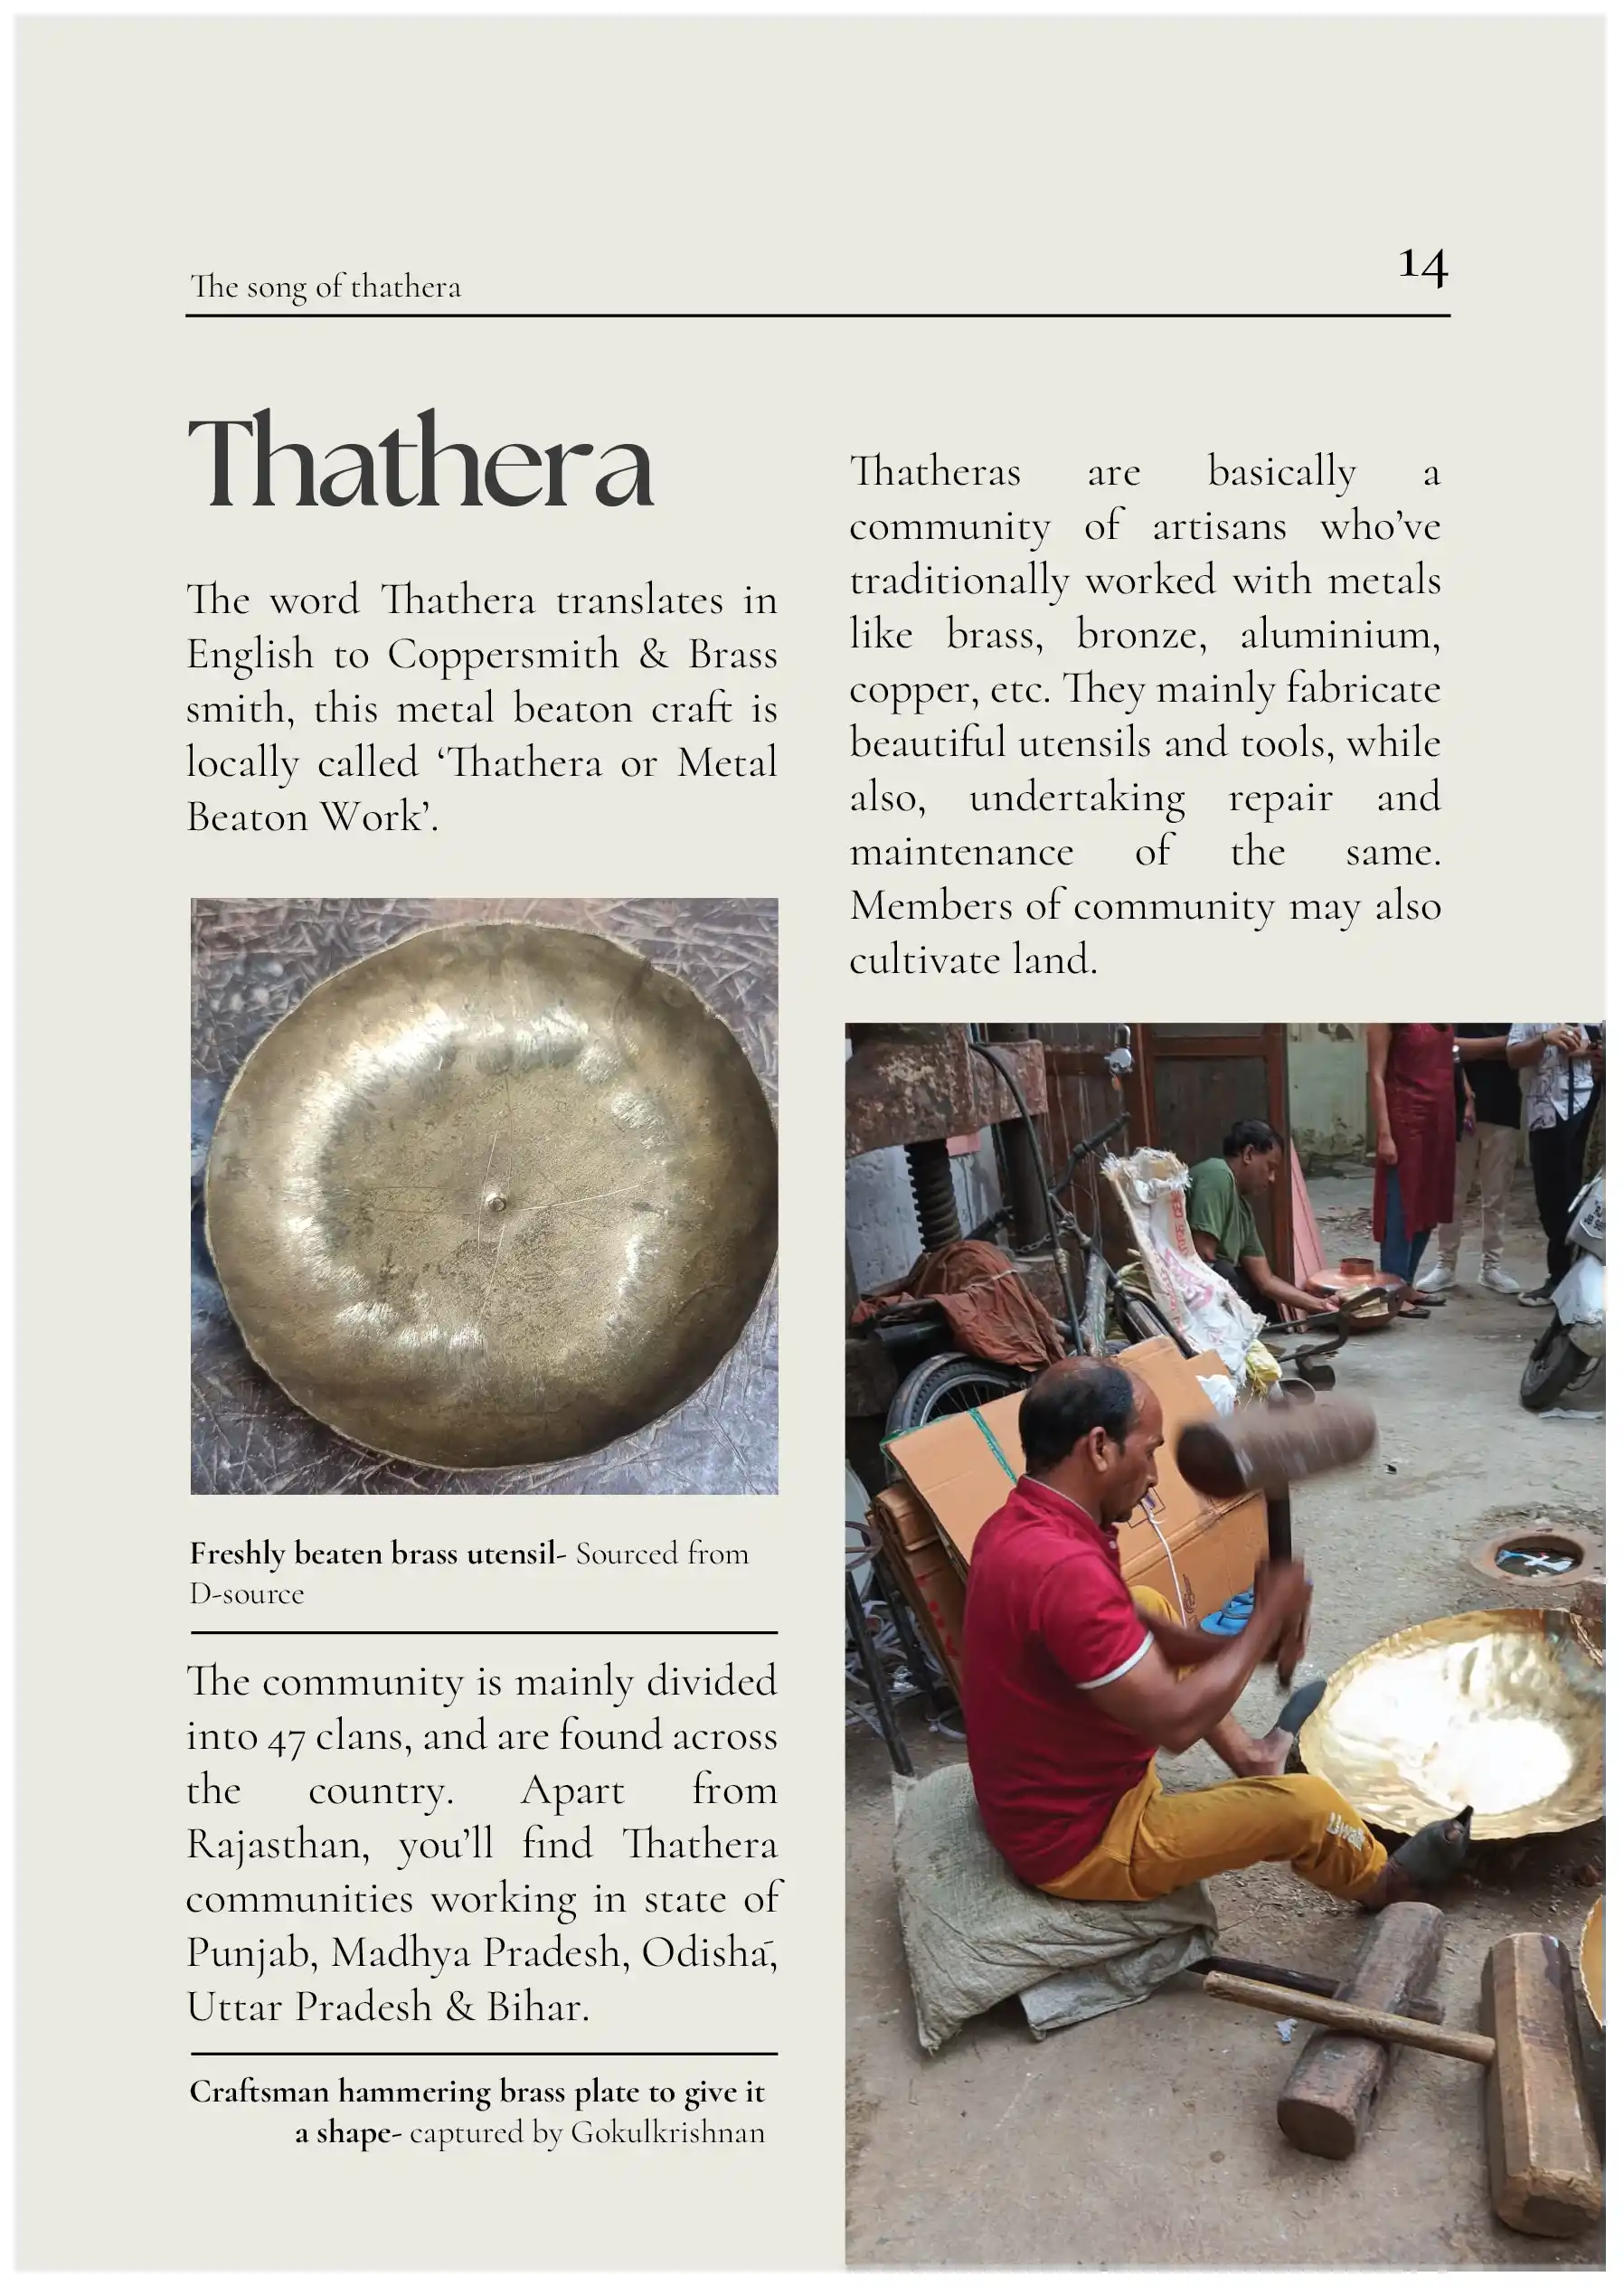 The song of thathera
14
Thathera
The word Thathera translates in
English to Coppersmith & Brass
smith, this metal beaton craft is
locally called ‘Thathera or Metal
Beaton Work’.
Freshly beaten brass utensil- Sourced from
D-source
The community is mainly divided
into 47 clans, and are found across
the country. Apart from
Rajasthan, you’ll find Thathera
communities working in state of
Punjab, Madhya Pradesh, Odishā,
Uttar Pradesh & Bihar.
Craftsman hammering brass plate to give it
a shape- captured by Gokulkrishnan
Thatheras are basically a
community of artisans who’ve
traditionally worked with metals
like brass, bronze, aluminium,
copper, etc. They mainly fabricate
beautiful utensils and tools, while
also, undertaking repair and
maintenance of the same.
Members of community may also
cultivate land.